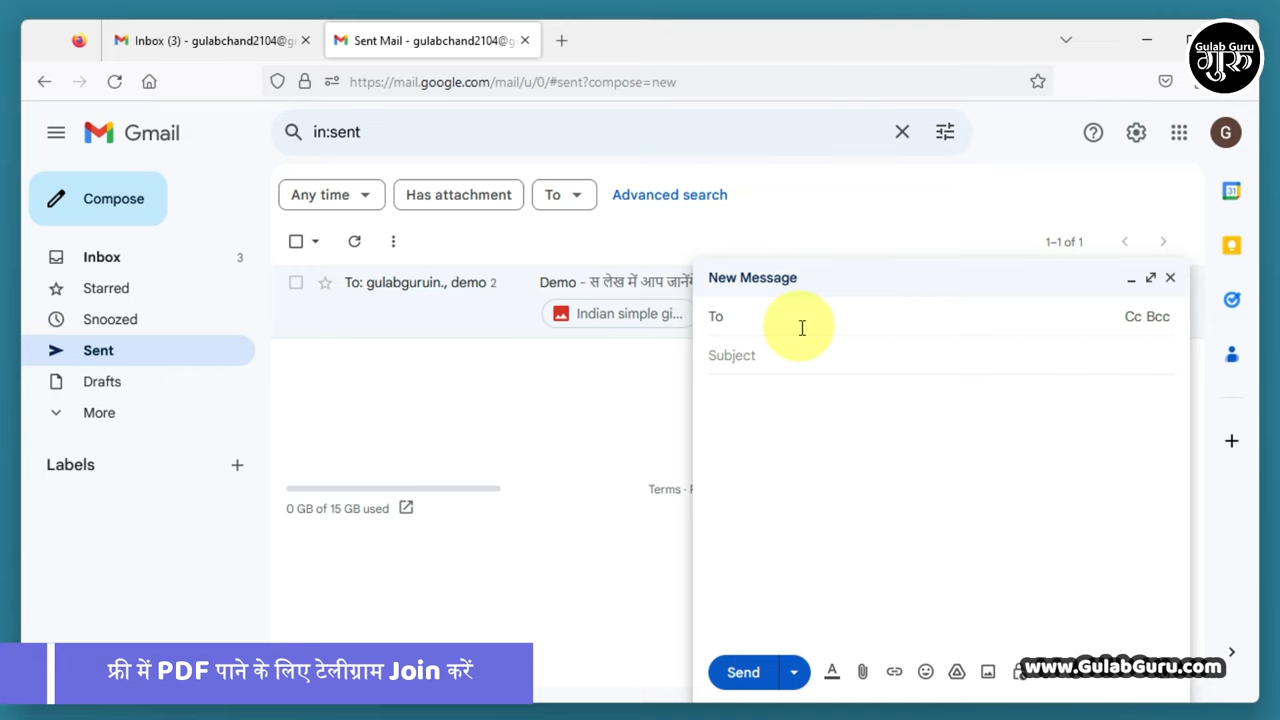 Inbox (3) - gulabchand2104@g
Sent Mail - gulabchand2104@g
Gulab Guru
गुरु
https://mail.google.com/mail/u/0/#sent?compose=new
Gmail
in:sent
G
Compose
Any time
Has attachment
To
Advanced search
31
Inbox 3
1–1 of 1
Starred
To: gulabguruin., demo 2
Demo - स लेख में आप जानेंगे
New Message
Snoozed
Indian simple gi...
To
Cc Bcc
Sent
Subject
Drafts
More
Labels
Terms ·
0 GB of 15 GB used
फ्री में PDF पाने के लिए टेलीग्राम Join करें
Send
www.GulabGuru.com